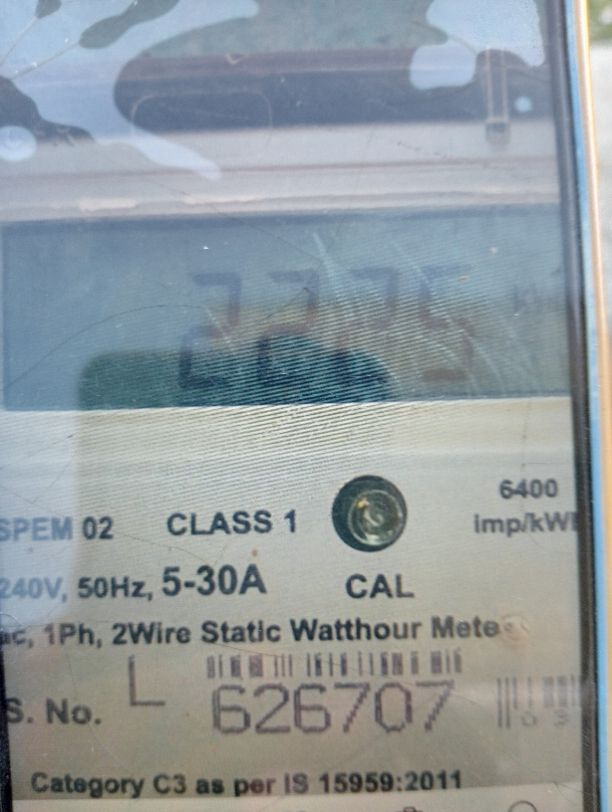 SPEM 02 CLASS 1
6400
imp/kW
240V, 50Hz, 5-30A CAL
ac, 1Ph, 2Wire Static Watthour Mete
S. No. L 626707
Category C3 as per IS 15959:2011